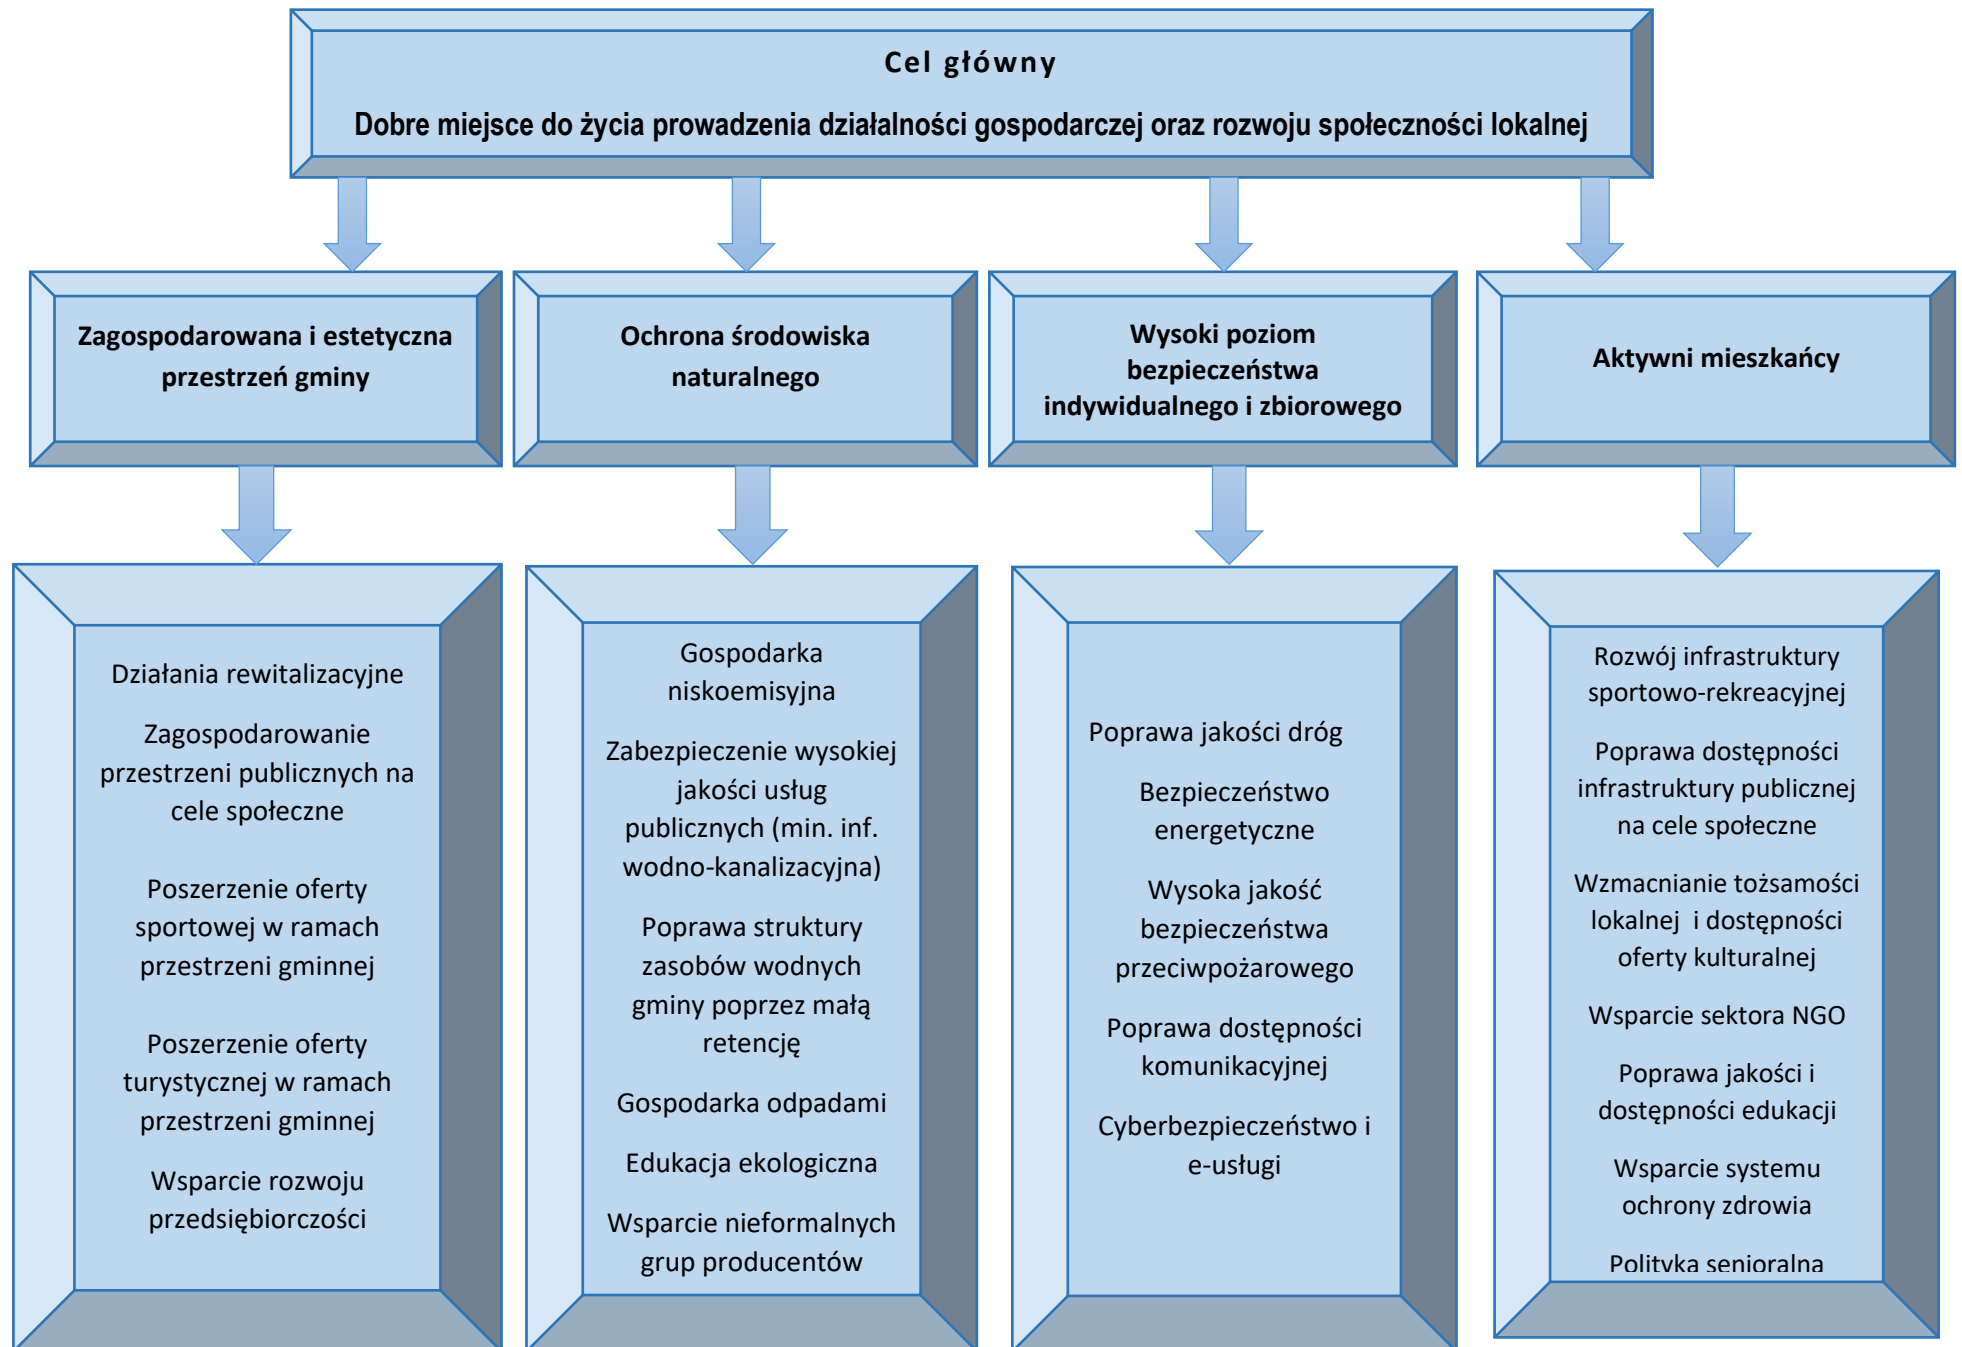 Cel główny
Dobre miejsce do życia prowadzenia działalności gospodarczej oraz rozwoju społeczności lokalnej
Zagospodarowana i estetyczna
przestrzeń gminy
Ochrona środowiska
naturalnego
Wysoki poziom
bezpieczeństwa
indywidualnego i zbiorowego
Aktywni mieszkańcy
Działania rewitalizacyjne
Zagospodarowanie
przestrzeni publicznych na
cele społeczne
Poszerzenie oferty
sportowej w ramach
przestrzeni gminnej
Poszerzenie oferty
turystycznej w ramach
przestrzeni gminnej
Wsparcie rozwoju
przedsiębiorczości
Gospodarka
niskoemisyjna
Zabezpieczenie wysokiej
jakości usług
publicznych (min. inf.
wodno-kanalizacyjna)
Poprawa struktury
zasobów wodnych
gminy poprzez małą
retencję
Gospodarka odpadami
Edukacja ekologiczna
Wsparcie nieformalnych
grup producentów
Poprawa jakości dróg
Bezpieczeństwo
energetyczne
Wysoka jakość
bezpieczeństwa
przeciwpożarowego
Poprawa dostępności
komunikacyjnej
Cyberbezpieczeństwo i
e-usługi
Rozwój infrastruktury
sportowo-rekreacyjnej
Poprawa dostępności
infrastruktury publicznej
na cele społeczne
Wzmacnianie tożsamości
lokalnej  i dostępności
oferty kulturalnej
Wsparcie sektora NGO
Poprawa jakości i
dostępności edukacji
Wsparcie systemu
ochrony zdrowia
Polityka senioralna